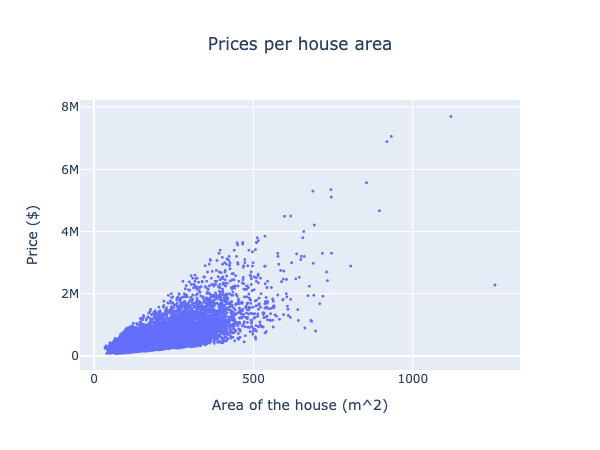 Prices per house area
8M
6M
4M
2M
0
0 500 1000
Price ($)
Area of the house (m^2)